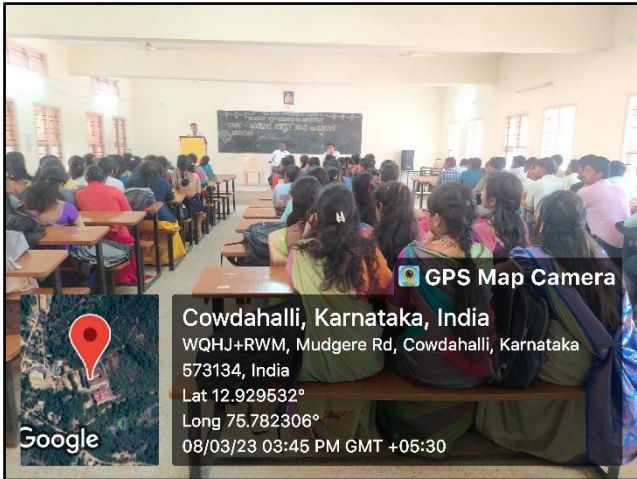 GPS Map Camera
Cowdahalli, Karnataka, India
WQHJ+RWM, Mudgere Rd, Cowdahalli, Karnataka
573134, India
Lat 12.929532°
Long 75.782306°
08/03/23 03:45 PM GMT +05:30
Google